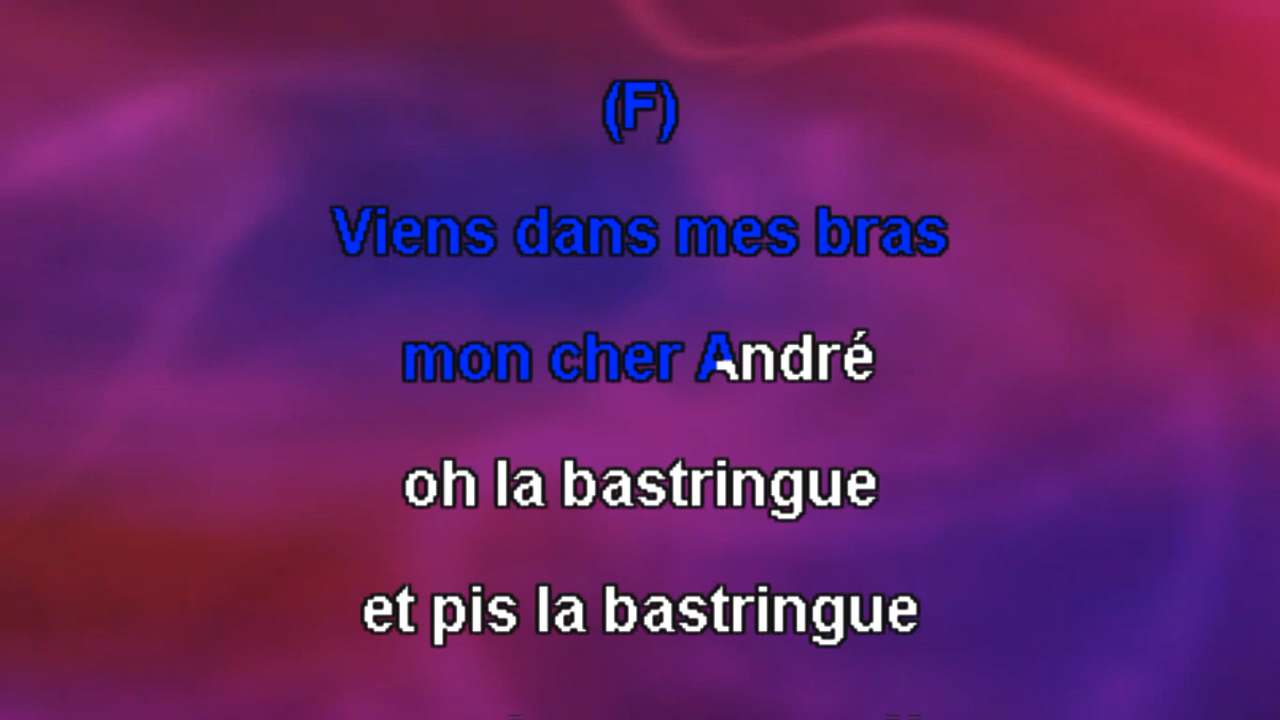 (F)
Viens dans mes bras
mon cher André
oh la bastringue
et pis la bastringue